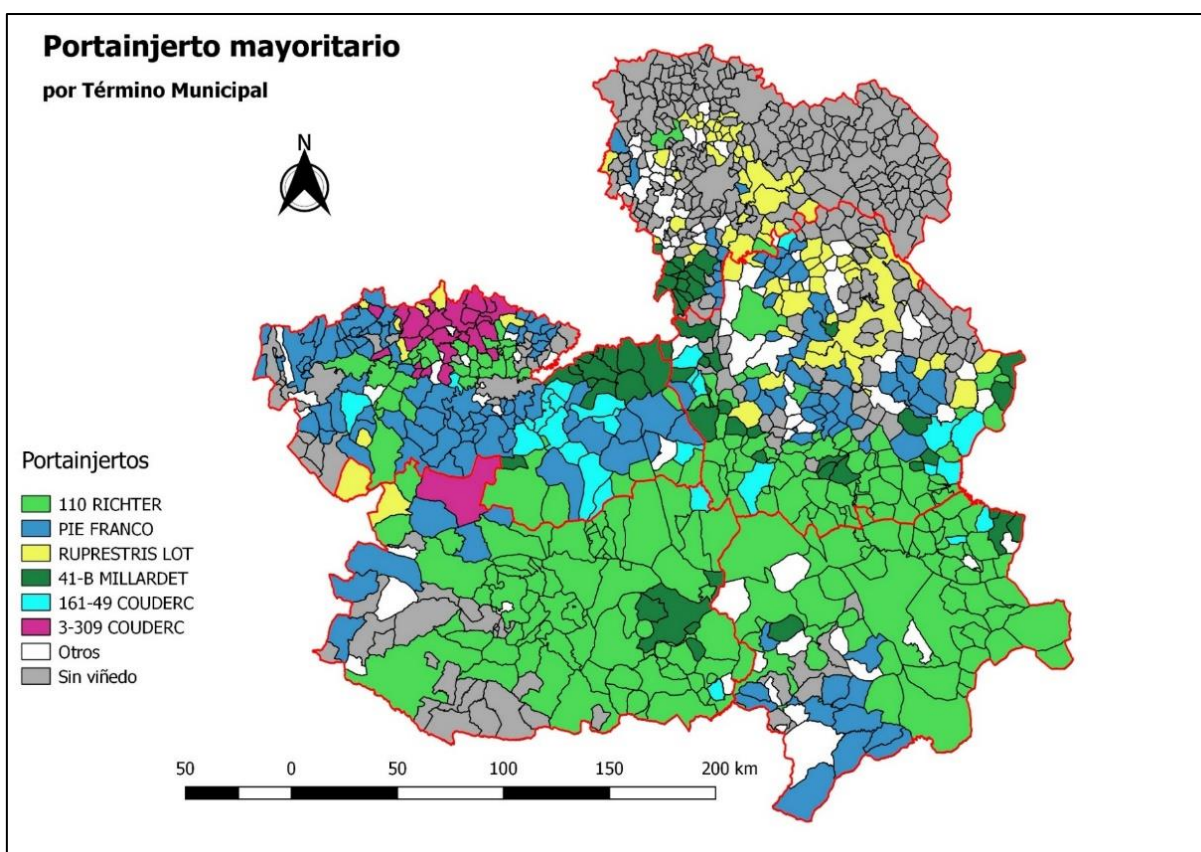 Portainjerto mayoritario
por Término Municipal
N
Portainjertos
110 RICHTER
PIE FRANCO
RUPRESTRIS LOT
41-B MILLARDET
161-49 COUDERC
3-309 COUDERC
Otros
Sin viñedo
50 0 50 100 150 200 km